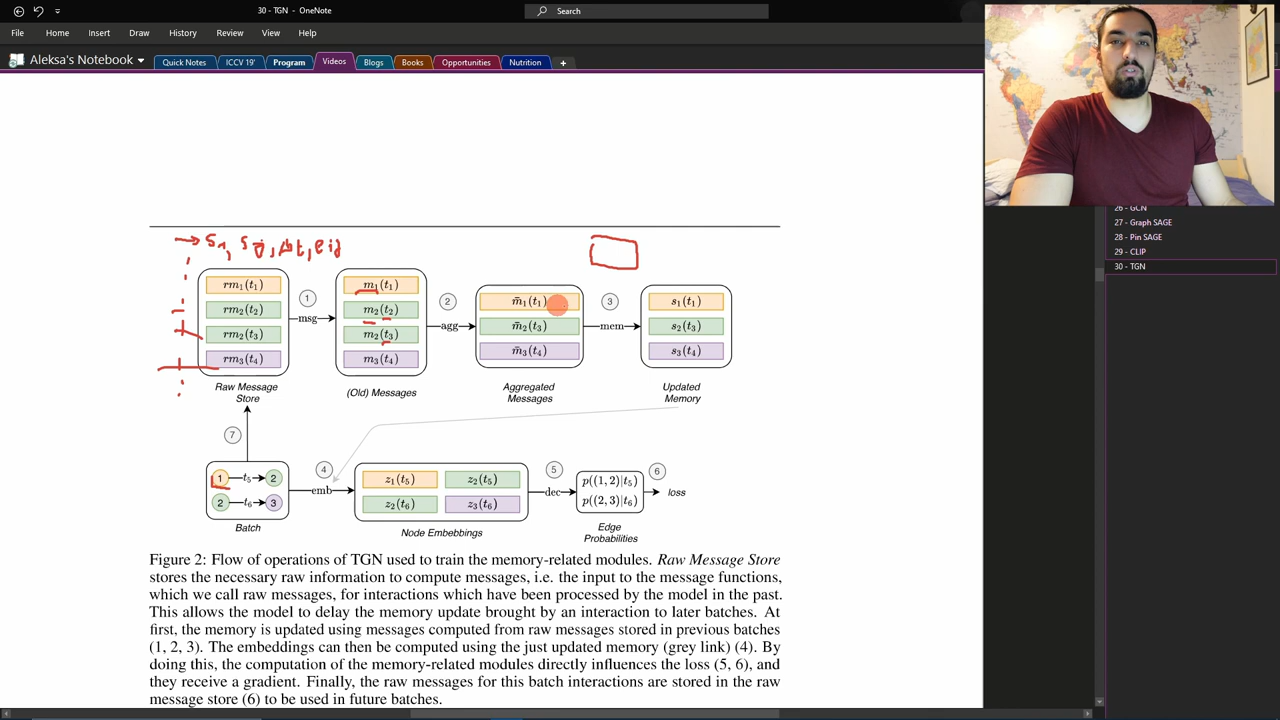 30 - TGN - OneNote
Search
File Home Insert Draw History Review View Help
Aleksa's Notebook Quick Notes ICCV 19' Program Videos Blogs Books Opportunities Nutrition +
26 - GCN
27 - Graph SAGE
28 - Pin SAGE
29 - CLIP
30 - TGN
rm₁(t₁)
rm₂(t₂)
rm₂(t₃)
rm₃(t₄)
Raw Message
Store
1
msg
m₁(t₁)
m₂(t₂)
m₂(t₃)
m₃(t₄)
(Old) Messages
2
agg
m̄₁(t₁)
m̄₂(t₃)
m̄₃(t₄)
Aggregated
Messages
3
mem
s₁(t₁)
s₂(t₃)
s₃(t₄)
Updated
Memory
7
1 t₅ 2
2 t₆ 3
Batch
4
emb
z₁(t₅) z₂(t₅)
z₂(t₆) z₃(t₆)
Node Embeddings
5
dec
p((1, 2)|t₅)
p((2, 3)|t₆)
Edge
Probabilities
6
loss
Figure 2: Flow of operations of TGN used to train the memory-related modules. Raw Message Store
stores the necessary raw information to compute messages, i.e. the input to the message functions,
which we call raw messages, for interactions which have been processed by the model in the past.
This allows the model to delay the memory update brought by an interaction to later batches. At
first, the memory is updated using messages computed from raw messages stored in previous batches
(1, 2, 3). The embeddings can then be computed using the just updated memory (grey link) (4). By
doing this, the computation of the memory-related modules directly influences the loss (5, 6), and
they receive a gradient. Finally, the raw messages for this batch interactions are stored in the raw
message store (6) to be used in future batches.